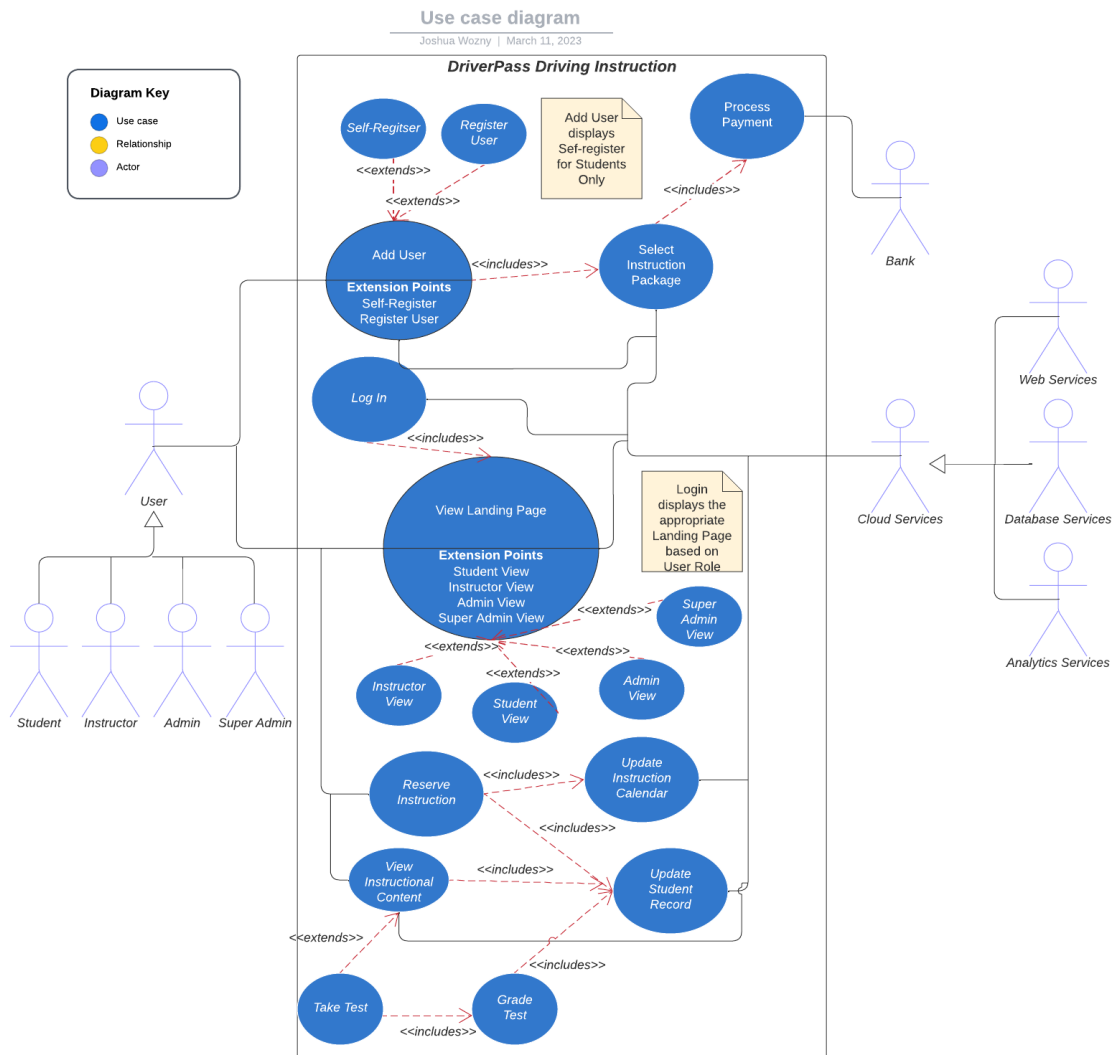 Use case diagram
Joshua Wozny | March 11, 2023
DriverPass Driving Instruction
Diagram Key
Use case
Relationship
Actor
Self-Regitser
Register
User
Add User
displays
Sef-register
for Students
Only
Process
Payment
<<extends>>
<<extends>>
<<includes>>
Bank
Add User
Extension Points
Self-Register
Register User
<<includes>>
Select
Instruction
Package
Web Services
Log In
<<includes>>
User
Cloud Services
Database Services
View Landing Page
Extension Points
Student View
Instructor View
Admin View
Super Admin View
Login
displays the
appropriate
Landing Page
based on
User Role
<<extends>>
Super
Admin
View
<<extends>>
<<extends>>
<<extends>>
Analytics Services
Instructor
View
Student
View
Admin
View
Student
Instructor
Admin
Super Admin
Reserve
Instruction
<<includes>>
Update
Instruction
Calendar
<<includes>>
View
Instructional
Content
<<includes>>
Update
Student
Record
<<extends>>
<<includes>>
Take Test
<<includes>>
Grade
Test